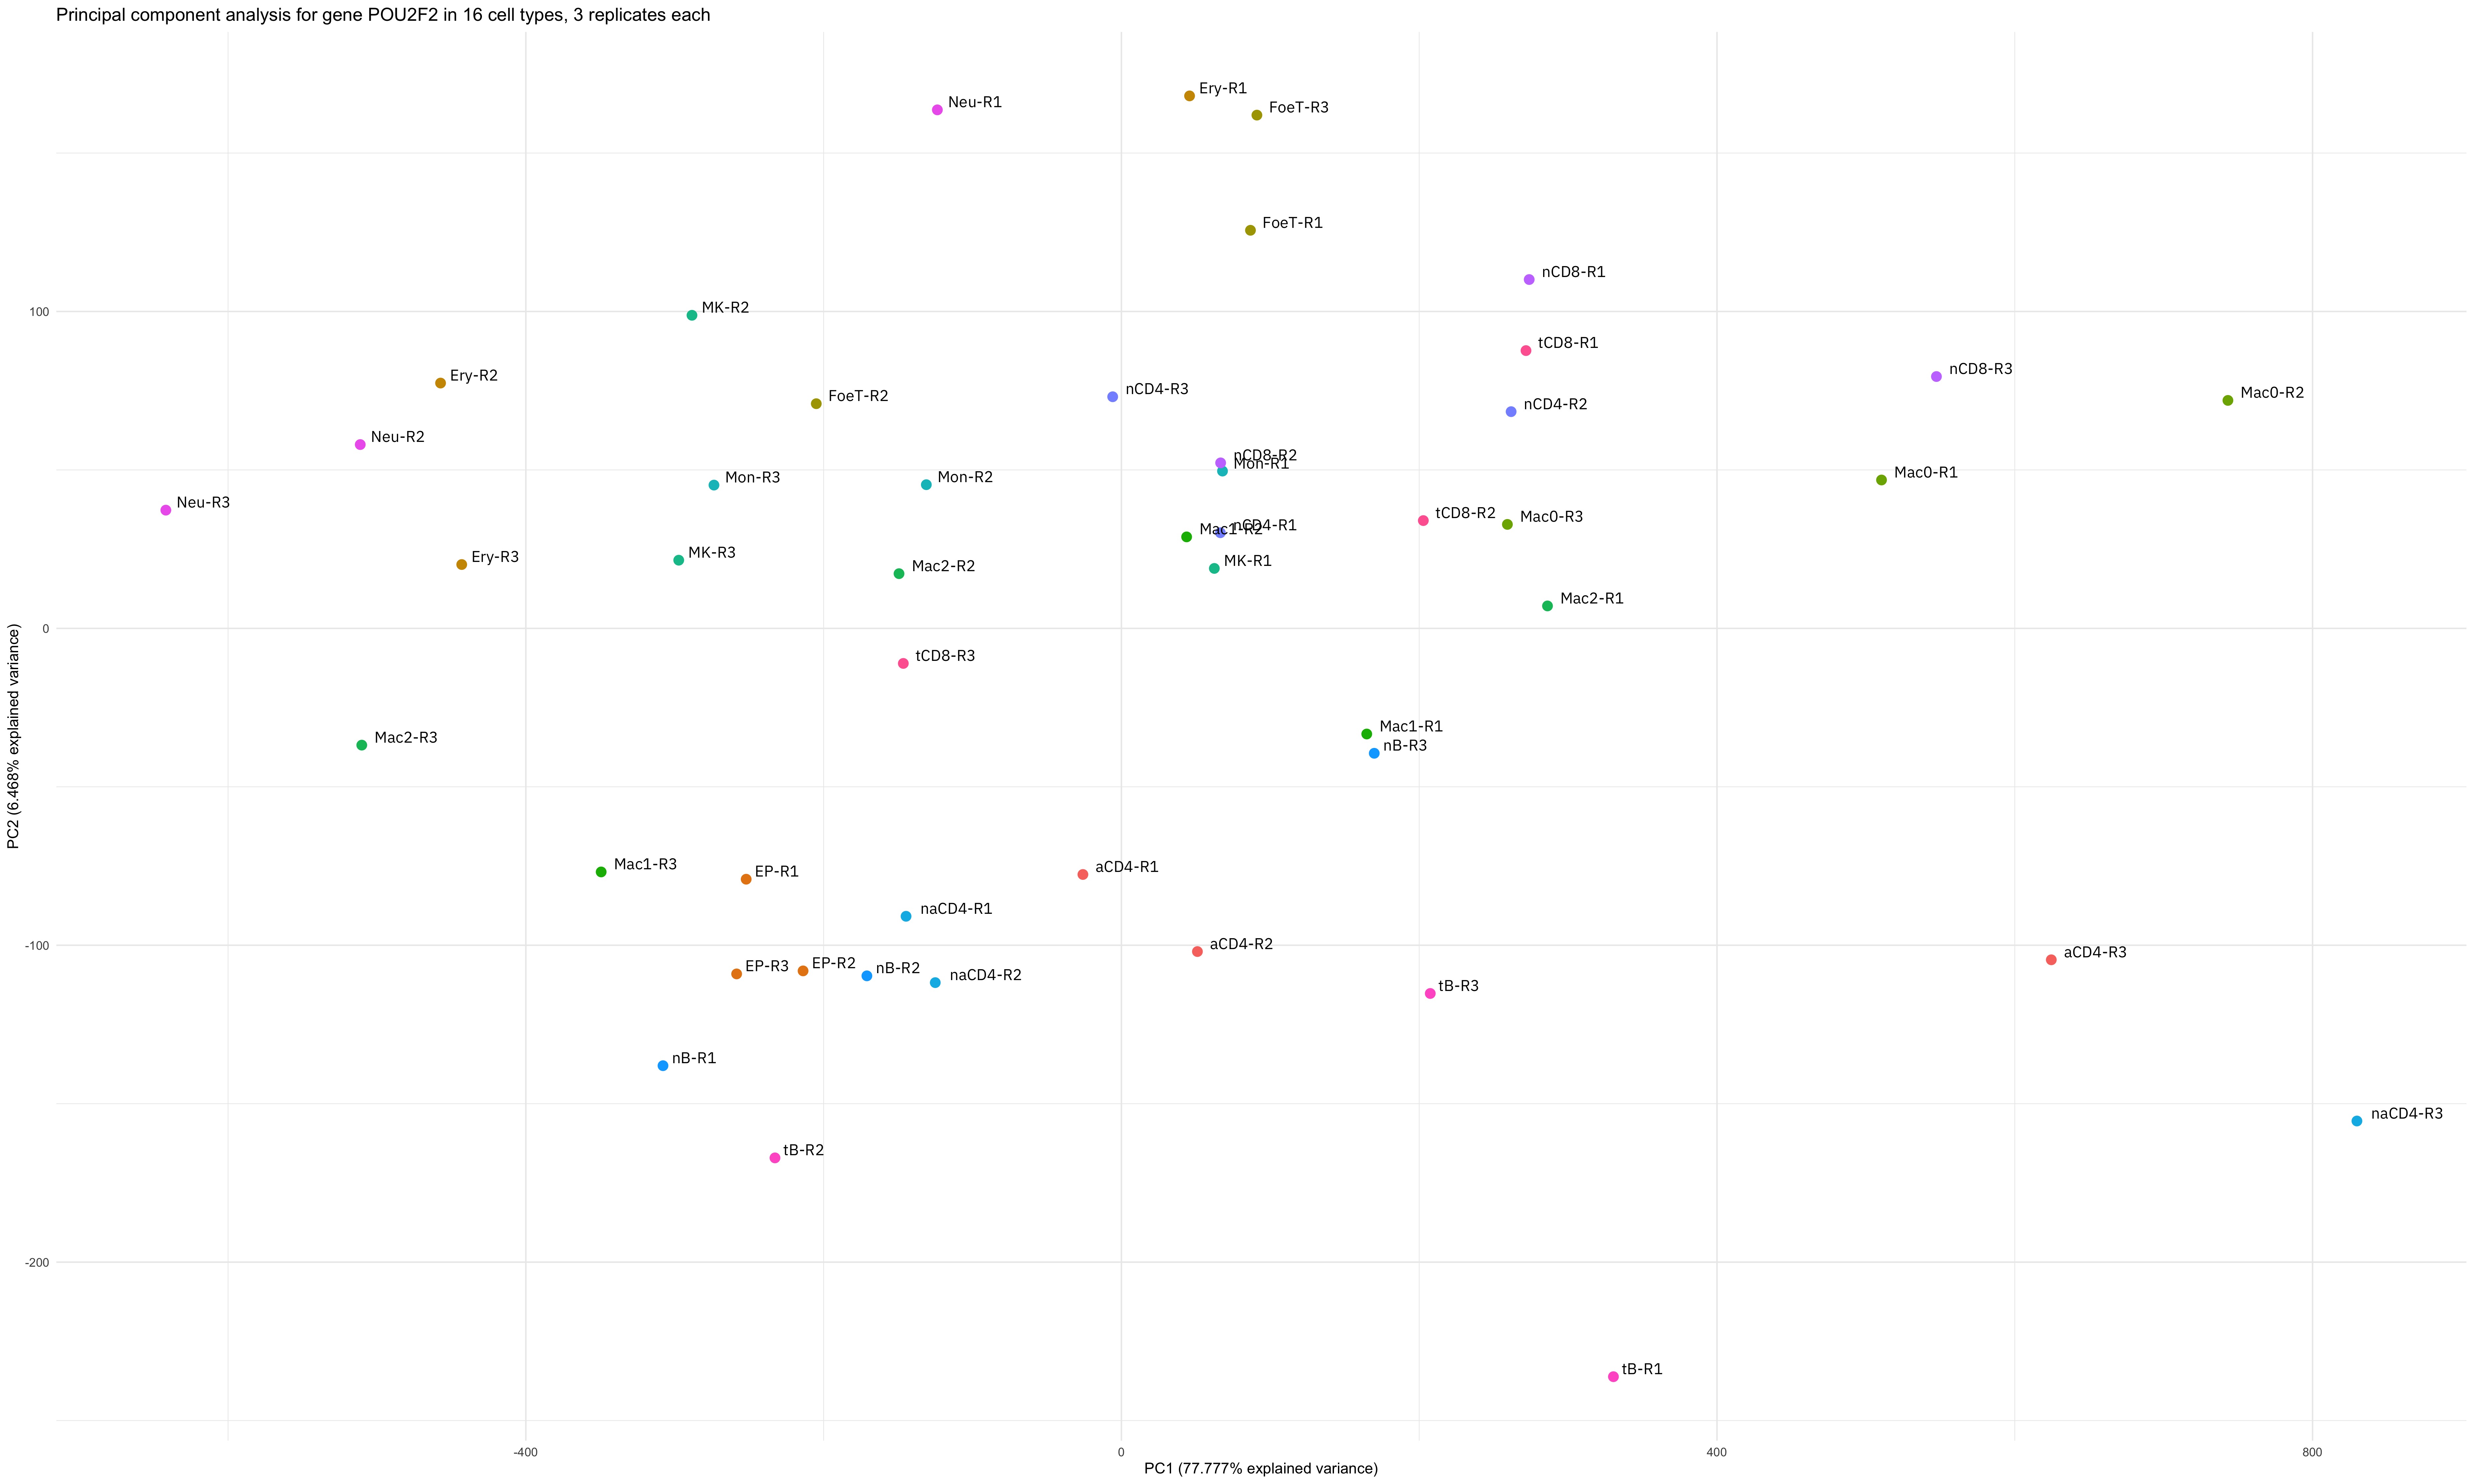 Principal component analysis for gene POU2F2 in 16 cell types, 3 replicates each
Ery-R1
Neu-R1
FoeT-R3
FoeT-R1
nCD8-R1
MK-R2
100
tCD8-R1
nCD8-R3
Ery-R2
nCD4-R3
Mac0-R2
FoeT-R2
nCD4-R2
Neu-R2
nCD8-R2
Mon-R1
Mac0-R1
Mon-R3
Mon-R2
Neu-R3
tCD8-R2
Mac0-R3
nCD4-R1
Mac1-R2
MK-R3
Ery-R3
MK-R1
Mac2-R2
Mac2-R1
0
tCD8-R3
Mac1-R1
Mac2-R3
nB-R3
PC2 (6.468% explained variance)
Mac1-R3
aCD4-R1
EP-R1
naCD4-R1
-100
aCD4-R2
aCD4-R3
EP-R2
EP-R3
nB-R2
naCD4-R2
tB-R3
nB-R1
naCD4-R3
tB-R2
-200
tB-R1
-400
0
400
800
PC1 (77.777% explained variance)